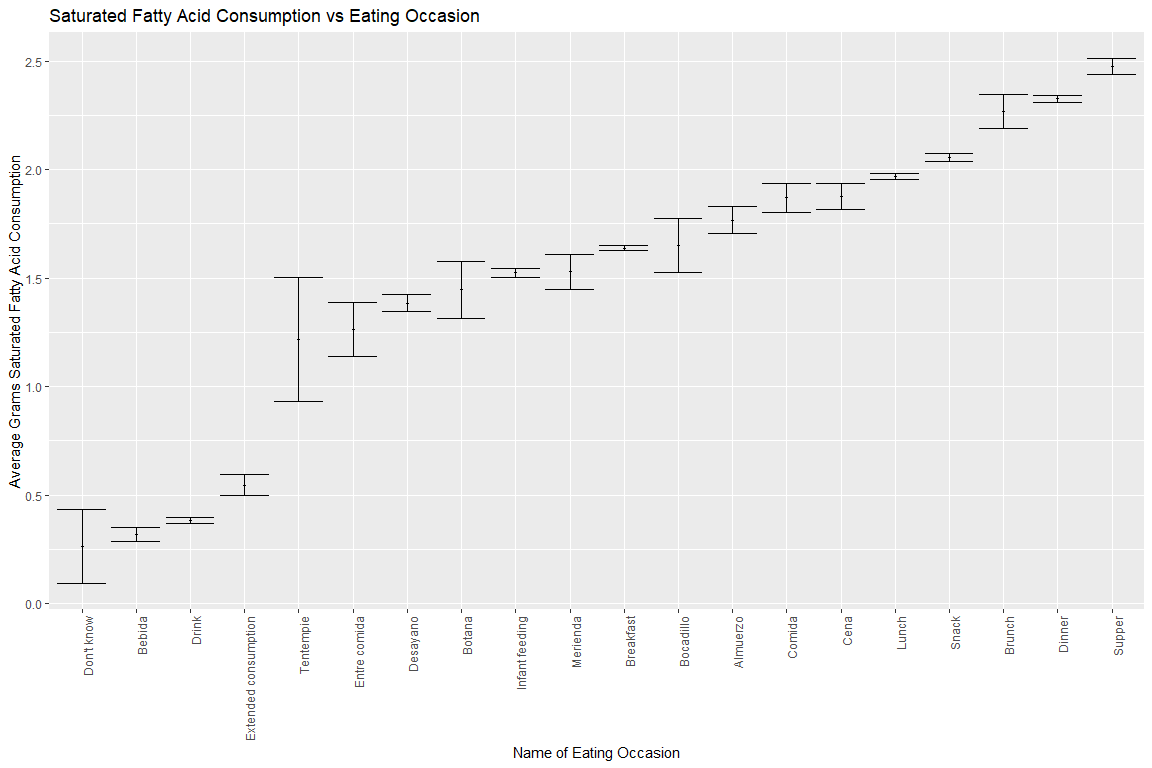 Saturated Fatty Acid Consumption vs Eating Occasion
Average Grams Saturated Fatty Acid Consumption
2.5
2.0
1.5
1.0
0.5
0.0
Don't know
Bebida
Drink
Extended consumption
Tentempie
Entre comida
Desayano
Botana
Infant feeding
Merienda
Breakfast
Bocadillo
Almuerzo
Comida
Cena
Lunch
Snack
Brunch
Dinner
Supper
Name of Eating Occasion